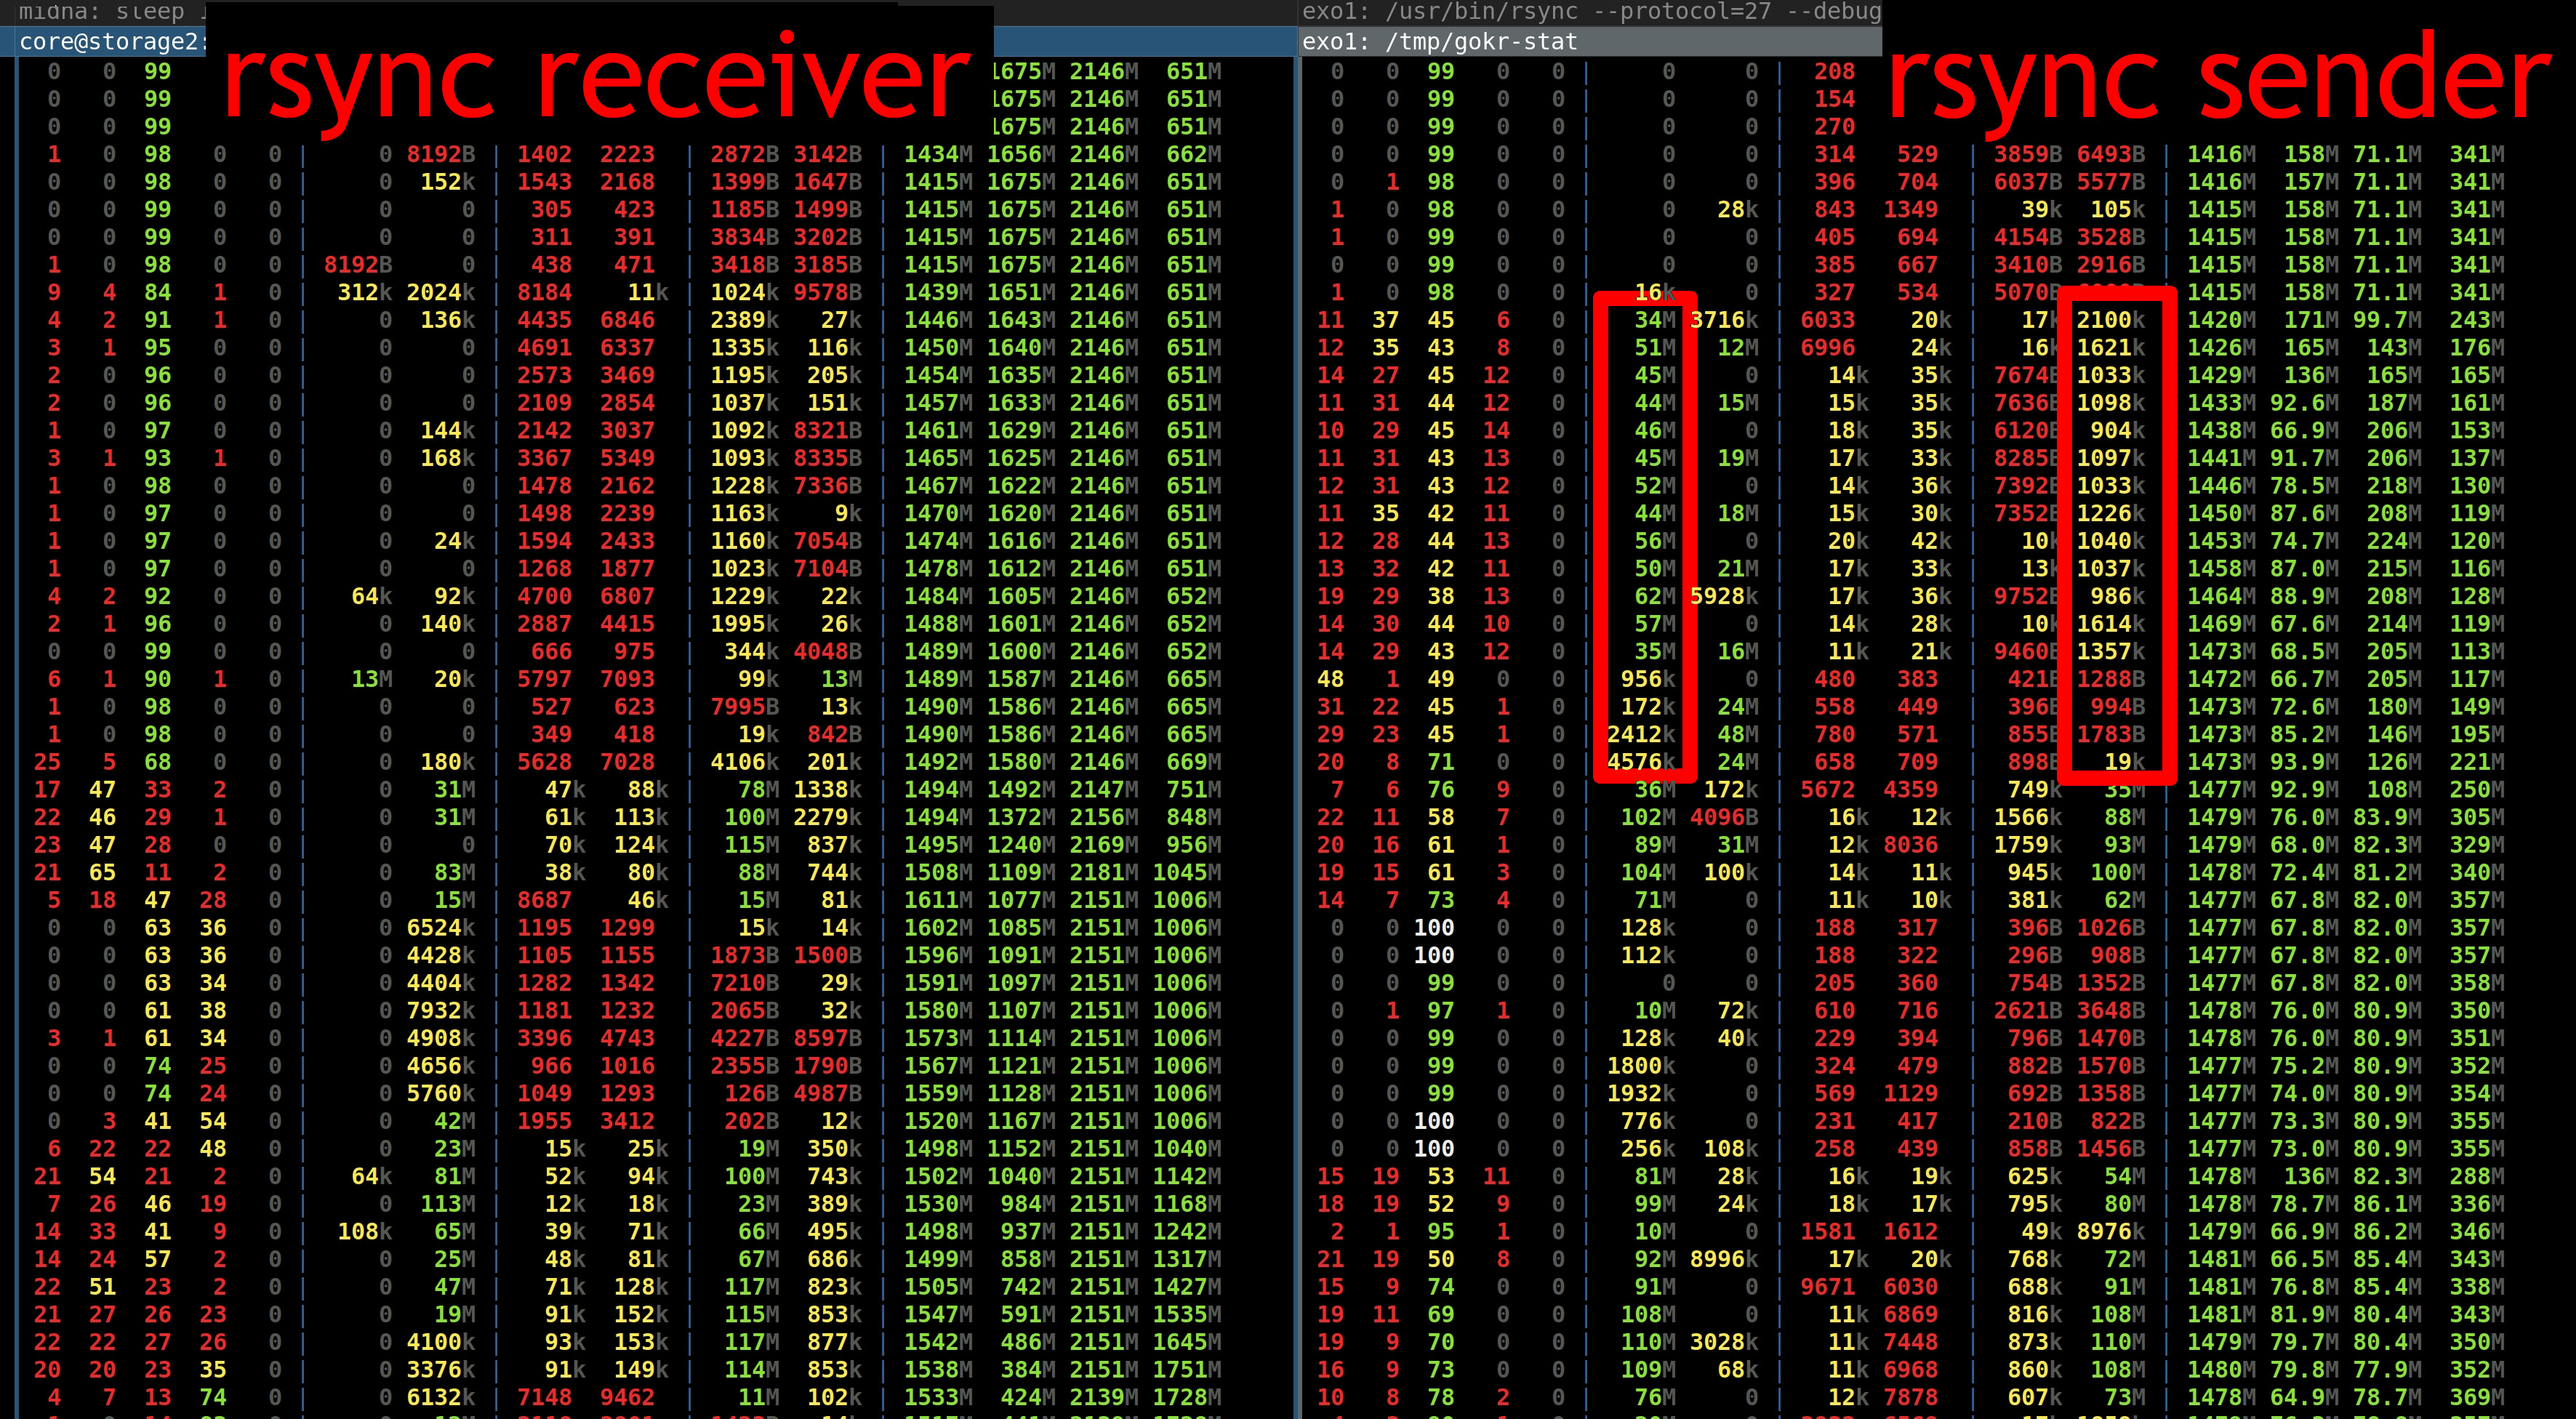 midna: sleep
core@storage2:
rsync receiver
0 0 99 1675M 2146M 651M
0 0 99 1675M 2146M 651M
0 0 99 1675M 2146M 651M
1 0 98 0 0 | 0 8192B | 1402 2223 | 2872B 3142B | 1434M 1656M 2146M 662M
0 0 98 0 0 | 0 152k | 1543 2168 | 1399B 1647B | 1415M 1675M 2146M 651M
0 0 99 0 0 | 0 0 | 305 423 | 1185B 1499B | 1415M 1675M 2146M 651M
0 0 99 0 0 | 0 0 | 311 391 | 3834B 3202B | 1415M 1675M 2146M 651M
1 0 98 0 0 | 8192B 0 | 438 471 | 3418B 3185B | 1415M 1675M 2146M 651M
9 4 84 1 0 | 312k 2024k | 8184 11k | 1024k 9578B | 1439M 1651M 2146M 651M
4 2 91 1 0 | 0 136k | 4435 6846 | 2389k 27k | 1446M 1643M 2146M 651M
3 1 95 0 0 | 0 0 | 4691 6337 | 1335k 116k | 1450M 1640M 2146M 651M
2 0 96 0 0 | 0 0 | 2573 3469 | 1195k 205k | 1454M 1635M 2146M 651M
2 0 96 0 0 | 0 0 | 2109 2854 | 1037k 151k | 1457M 1633M 2146M 651M
1 0 97 0 0 | 0 144k | 2142 3037 | 1092k 8321B | 1461M 1629M 2146M 651M
3 1 93 1 0 | 0 168k | 3367 5349 | 1093k 8335B | 1465M 1625M 2146M 651M
1 0 98 0 0 | 0 0 | 1478 2162 | 1228k 7336B | 1467M 1622M 2146M 651M
1 0 97 0 0 | 0 0 | 1498 2239 | 1163k 9k | 1470M 1620M 2146M 651M
1 0 97 0 0 | 0 24k | 1594 2433 | 1160k 7054B | 1474M 1616M 2146M 651M
1 0 97 0 0 | 0 0 | 1268 1877 | 1023k 7104B | 1478M 1612M 2146M 651M
4 2 92 0 0 | 64k 92k | 4700 6807 | 1229k 22k | 1484M 1605M 2146M 652M
2 1 96 0 0 | 0 140k | 2887 4415 | 1995k 26k | 1488M 1601M 2146M 652M
0 0 99 0 0 | 0 0 | 666 975 | 344k 4048B | 1489M 1600M 2146M 652M
6 1 90 1 0 | 13M 20k | 5797 7093 | 99k 13M | 1489M 1587M 2146M 665M
1 0 98 0 0 | 0 0 | 527 623 | 7995B 13k | 1490M 1586M 2146M 665M
1 0 98 0 0 | 0 0 | 349 418 | 19k 842B | 1490M 1586M 2146M 665M
25 5 68 0 0 | 0 180k | 5628 7028 | 4106k 201k | 1492M 1580M 2146M 669M
17 47 33 2 0 | 0 31M | 47k 88k | 78M 1338k | 1494M 1492M 2147M 751M
22 46 29 1 0 | 0 31M | 61k 113k | 100M 2279k | 1494M 1372M 2156M 848M
23 47 28 0 0 | 0 0 | 70k 124k | 115M 837k | 1495M 1240M 2169M 956M
21 65 11 2 0 | 0 83M | 38k 80k | 88M 744k | 1508M 1109M 2181M 1045M
5 18 47 28 0 | 0 15M | 8687 46k | 15M 81k | 1611M 1077M 2151M 1006M
0 0 63 36 0 | 0 6524k | 1195 1299 | 15k 14k | 1602M 1085M 2151M 1006M
0 0 63 36 0 | 0 4428k | 1105 1155 | 1873B 1500B | 1596M 1091M 2151M 1006M
0 0 63 34 0 | 0 4404k | 1282 1342 | 7210B 29k | 1591M 1097M 2151M 1006M
0 0 61 38 0 | 0 7932k | 1181 1232 | 2065B 32k | 1580M 1107M 2151M 1006M
3 1 61 34 0 | 0 4908k | 3396 4743 | 4227B 8597B | 1573M 1114M 2151M 1006M
0 0 74 25 0 | 0 4656k | 966 1016 | 2355B 1790B | 1567M 1121M 2151M 1006M
0 0 74 24 0 | 0 5760k | 1049 1293 | 126B 4987B | 1559M 1128M 2151M 1006M
0 3 41 54 0 | 0 42M | 1955 3412 | 202B 12k | 1520M 1167M 2151M 1006M
6 22 22 48 0 | 0 23M | 15k 25k | 19M 350k | 1498M 1152M 2151M 1040M
21 54 21 2 0 | 64k 81M | 52k 94k | 100M 743k | 1502M 1040M 2151M 1142M
7 26 46 19 0 | 0 113M | 12k 18k | 23M 389k | 1530M 984M 2151M 1168M
14 33 41 9 0 | 108k 65M | 39k 71k | 66M 495k | 1498M 937M 2151M 1242M
14 24 57 2 0 | 0 25M | 48k 81k | 67M 686k | 1499M 858M 2151M 1317M
22 51 23 2 0 | 0 47M | 71k 128k | 117M 823k | 1505M 742M 2151M 1427M
21 27 26 23 0 | 0 19M | 91k 152k | 115M 853k | 1547M 591M 2151M 1535M
22 22 27 26 0 | 0 4100k | 93k 153k | 117M 877k | 1542M 486M 2151M 1645M
20 20 23 35 0 | 0 3376k | 91k 149k | 114M 853k | 1538M 384M 2151M 1751M
4 7 13 74 0 | 0 6132k | 7148 9462 | 11M 102k | 1533M 424M 2139M 1728M
exo1: /usr/bin/rsync --protocol=27 --debug
exo1: /tmp/gokr-stat
rsync sender
0 0 99 0 0 | 0 0 | 208
0 0 99 0 0 | 0 0 | 154
0 0 99 0 0 | 0 0 | 270
0 0 99 0 0 | 0 0 | 314 529 | 3859B 6493B | 1416M 158M 71.1M 341M
0 1 98 0 0 | 0 0 | 396 704 | 6037B 5577B | 1416M 157M 71.1M 341M
1 0 98 0 0 | 0 28k | 843 1349 | 39k 105k | 1415M 158M 71.1M 341M
1 0 99 0 0 | 0 0 | 405 694 | 4154B 3528B | 1415M 158M 71.1M 341M
0 0 99 0 0 | 0 0 | 385 667 | 3410B 2916B | 1415M 158M 71.1M 341M
1 0 98 0 0 | 16k 0 | 327 534 | 5070B | 1415M 158M 71.1M 341M
11 37 45 6 0 | 34M 3716k | 6033 20k | 17k 2100k | 1420M 171M 99.7M 243M
12 35 43 8 0 | 51M 12M | 6996 24k | 16k 1621k | 1426M 165M 143M 176M
14 27 45 12 0 | 45M 0 | 14k 35k | 7674B 1033k | 1429M 136M 165M 165M
11 31 44 12 0 | 44M 15M | 15k 35k | 7636B 1098k | 1433M 92.6M 187M 161M
10 29 45 14 0 | 46M 0 | 18k 35k | 6120B 904k | 1438M 66.9M 206M 153M
11 31 43 13 0 | 45M 19M | 17k 33k | 8285B 1097k | 1441M 91.7M 206M 137M
12 31 43 12 0 | 52M 0 | 14k 36k | 7392B 1033k | 1446M 78.5M 218M 130M
11 35 42 11 0 | 44M 18M | 15k 30k | 7352B 1226k | 1450M 87.6M 208M 119M
12 28 44 13 0 | 56M 0 | 20k 42k | 10k 1040k | 1453M 74.7M 224M 120M
13 32 42 11 0 | 50M 21M | 17k 33k | 13k 1037k | 1458M 87.0M 215M 116M
19 29 38 13 0 | 62M 5928k | 17k 36k | 9752B 986k | 1464M 88.9M 208M 128M
14 30 44 10 0 | 57M 0 | 14k 28k | 10k 1614k | 1469M 67.6M 214M 119M
14 29 43 12 0 | 35M 16M | 11k 21k | 9460B 1357k | 1473M 68.5M 205M 113M
48 1 49 0 0 | 956k 0 | 480 383 | 421B 1288B | 1472M 66.7M 205M 117M
31 22 45 1 0 | 172k 24M | 558 449 | 396B 994B | 1473M 72.6M 180M 149M
29 23 45 1 0 | 2412k 48M | 780 571 | 855B 1783B | 1473M 85.2M 146M 195M
20 8 71 0 0 | 4576k 24M | 658 709 | 898B 19k | 1473M 93.9M 126M 221M
7 6 76 9 0 | 36M 172k | 5672 4359 | 749k 35M | 1477M 92.9M 108M 250M
22 11 58 7 0 | 102M 4096B | 16k 12k | 1566k 88M | 1479M 76.0M 83.9M 305M
20 16 61 1 0 | 89M 31M | 12k 8036 | 1759k 93M | 1479M 68.0M 82.3M 329M
19 15 61 3 0 | 104M 100k | 14k 11k | 945k 100M | 1478M 72.4M 81.2M 340M
14 7 73 4 0 | 71M 0 | 11k 10k | 381k 62M | 1477M 67.8M 82.0M 357M
0 0 100 0 0 | 128k 0 | 188 317 | 396B 1026B | 1477M 67.8M 82.0M 357M
0 0 100 0 0 | 112k 0 | 188 322 | 296B 908B | 1477M 67.8M 82.0M 357M
0 0 99 0 0 | 0 0 | 205 360 | 754B 1352B | 1477M 67.8M 82.0M 358M
0 1 97 1 0 | 10M 72k | 610 716 | 2621B 3648B | 1478M 76.0M 80.9M 350M
0 0 99 0 0 | 128k 40k | 229 394 | 796B 1470B | 1478M 76.0M 80.9M 351M
0 0 99 0 0 | 1800k 0 | 324 479 | 882B 1570B | 1477M 75.2M 80.9M 352M
0 0 99 0 0 | 1932k 0 | 569 1129 | 692B 1358B | 1477M 74.0M 80.9M 354M
0 0 100 0 0 | 776k 0 | 231 417 | 210B 822B | 1477M 73.3M 80.9M 355M
0 0 100 0 0 | 256k 108k | 258 439 | 858B 1456B | 1477M 73.0M 80.9M 355M
15 19 53 11 0 | 81M 28k | 16k 19k | 625k 54M | 1478M 136M 82.3M 288M
18 19 52 9 0 | 99M 24k | 18k 17k | 795k 80M | 1478M 78.7M 86.1M 336M
2 1 95 1 0 | 10M 0 | 1581 1612 | 49k 8976k | 1479M 66.9M 86.2M 346M
21 19 50 8 0 | 92M 8996k | 17k 20k | 768k 72M | 1481M 66.5M 85.4M 343M
15 9 74 0 0 | 91M 0 | 9671 6030 | 688k 91M | 1481M 76.8M 85.4M 338M
19 11 69 0 0 | 108M 0 | 11k 6869 | 816k 108M | 1481M 81.9M 80.4M 343M
19 9 70 0 0 | 110M 3028k | 11k 7448 | 873k 110M | 1479M 79.7M 80.4M 350M
16 9 73 0 0 | 109M 68k | 11k 6968 | 860k 108M | 1480M 79.8M 77.9M 352M
10 8 78 2 0 | 76M 0 | 12k 7878 | 607k 73M | 1478M 64.9M 78.7M 369M